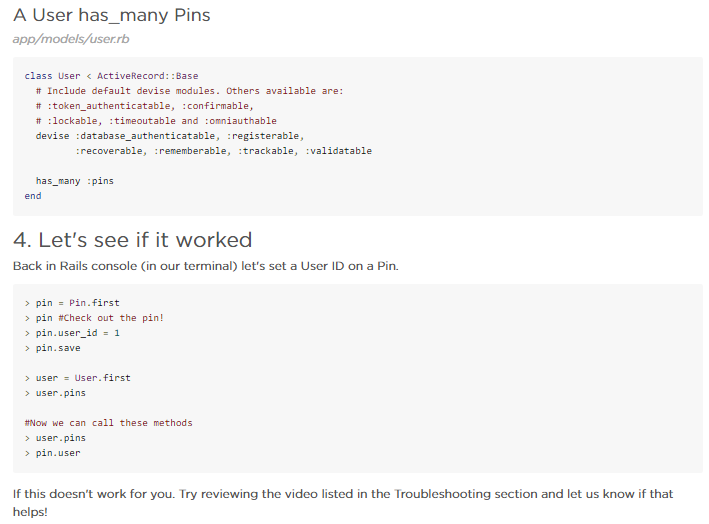 A User has_many Pins
app/models/user.rb
class User < ActiveRecord::Base
  # Include default devise modules. Others available are:
  # :token_authenticatable, :confirmable,
  # :lockable, :timeoutable and :omniauthable
  devise :database_authenticatable, :registerable,
         :recoverable, :rememberable, :trackable, :validatable
  has_many :pins
end
4. Let's see if it worked
Back in Rails console (in our terminal) let's set a User ID on a Pin.
> pin = Pin.first
> pin #Check out the pin!
> pin.user_id = 1
> pin.save
> user = User.first
> user.pins
#Now we can call these methods
> user.pins
> pin.user
If this doesn't work for you. Try reviewing the video listed in the Troubleshooting section and let us know if that
helps!